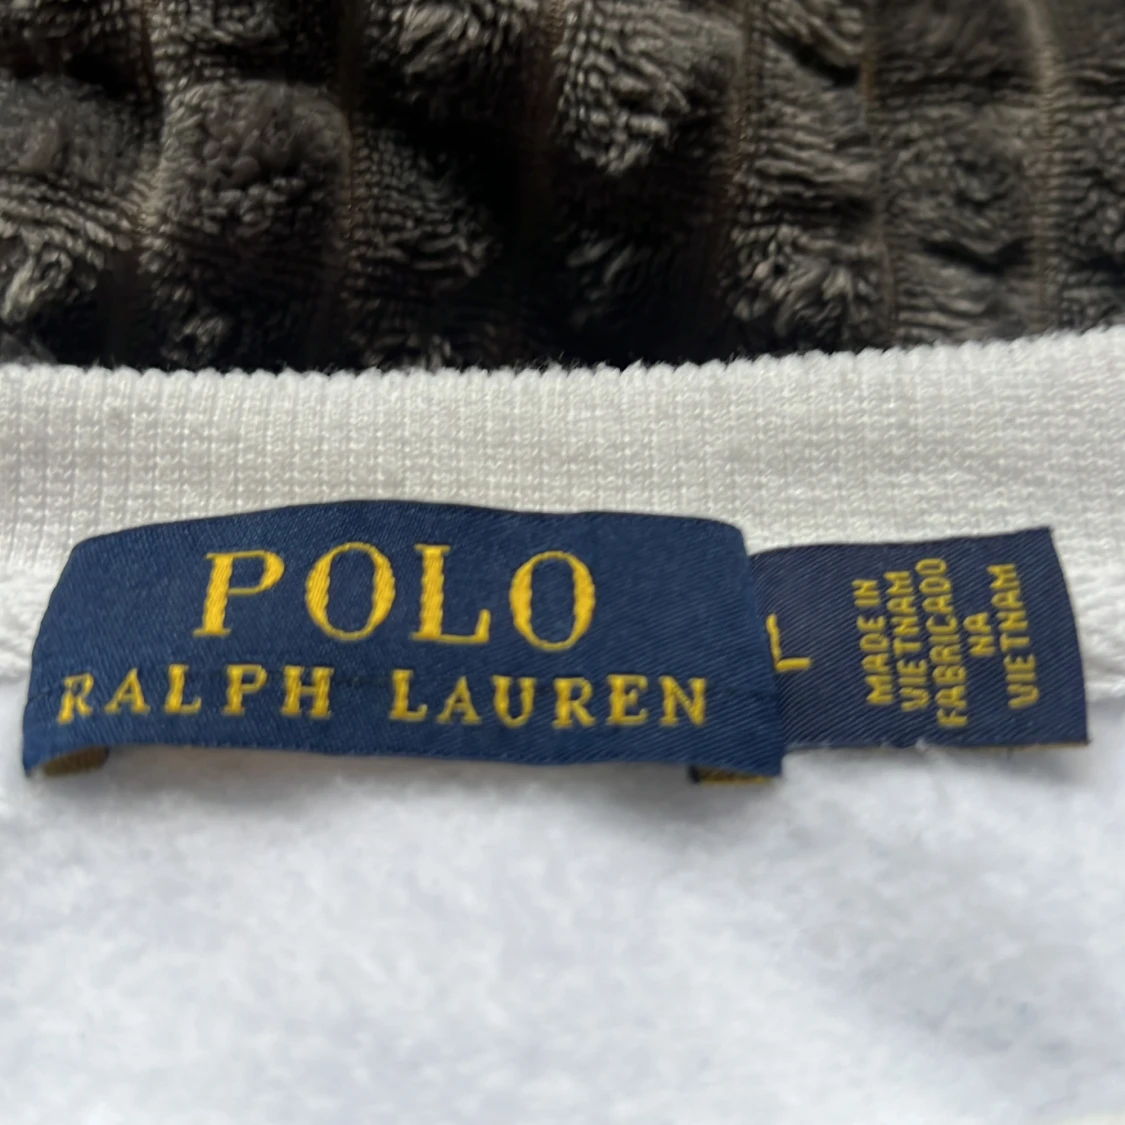 POLO
RALPH LAUREN
L
MADE IN
VIETNAM
FABRICADO
NA
VIETNAM